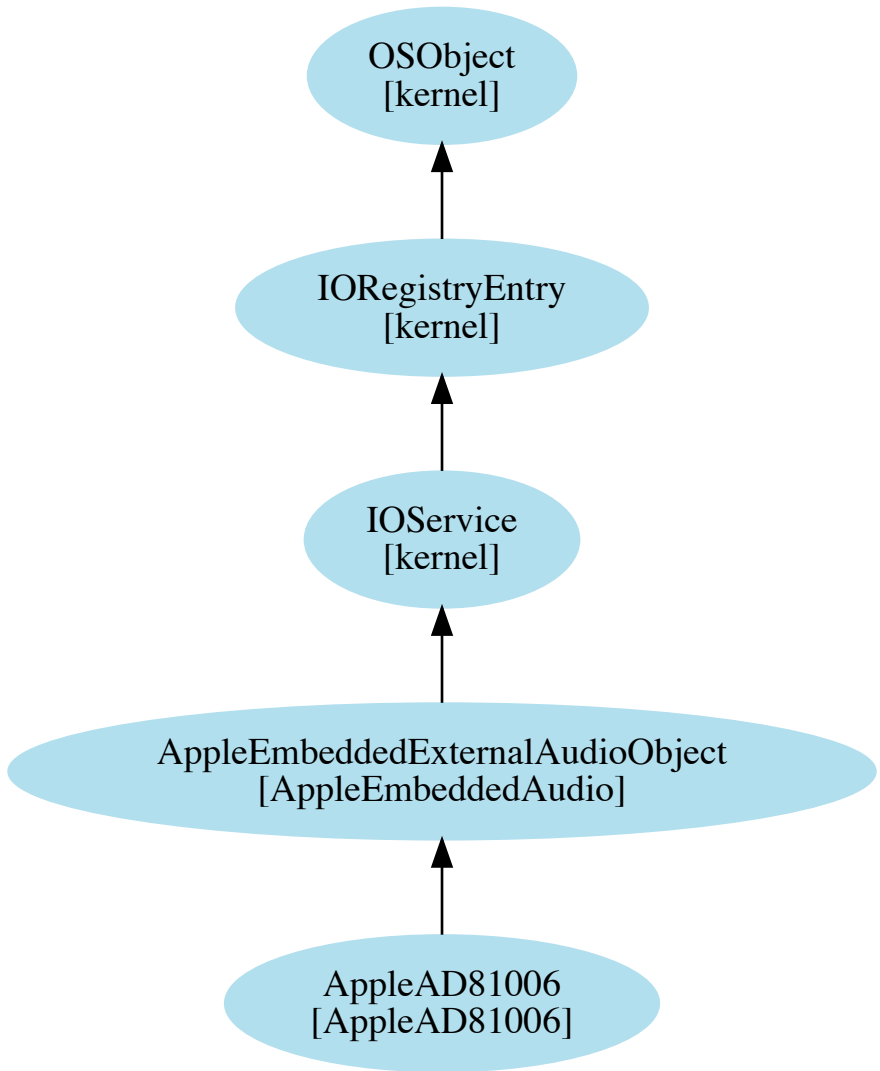 OSObject
[kernel]
IORegistryEntry
[kernel]
IOService
[kernel]
AppleEmbeddedExternalAudioObject
[AppleEmbeddedAudio]
AppleAD81006
[AppleAD81006]